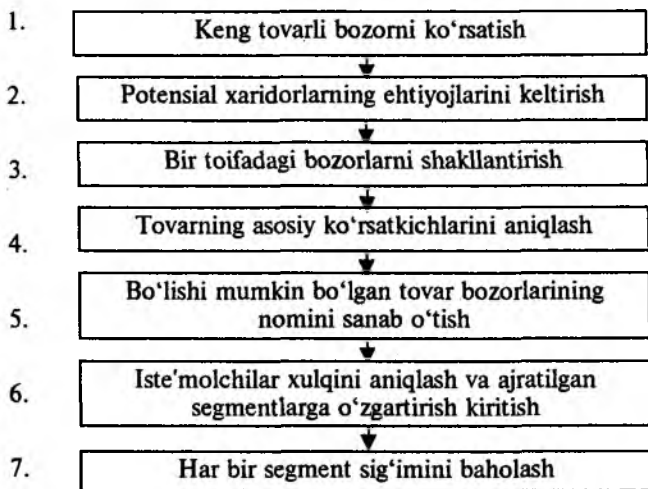 1. Keng tovarli bozorni ko‘rsatish
2. Potensial xaridorlarning ehtiyojlarini keltirish
3. Bir toifadagi bozorlarni shakllantirish
4. Tovarning asosiy ko‘rsatkichlarini aniqlash
Bo‘lishi mumkin bo‘lgan tovar bozorlarining
5. nomini sanab o‘tish
6. Iste'molchilar xulqini aniqlash va ajratilgan
segmentlarga o‘zgartirish kiritish
7. Har bir segment sig‘imini baholash